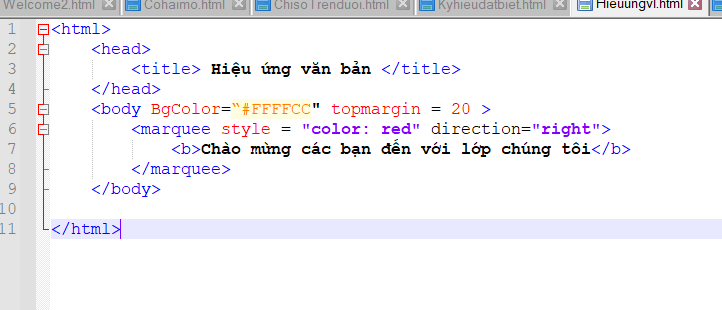 Welcome2.html Cohaimo.html ChisoTrenduoi.html Kyhieudatbiet.html Hieuungvl.html
1 <html>
2 <head>
3 <title> Hiệu ứng văn bản </title>
4 </head>
5 <body BgColor=“#FFFFCC" topmargin = 20 >
6 <marquee style = "color: red" direction="right">
7 <b>Chào mừng các bạn đến với lớp chúng tôi</b>
8 </marquee>
9 </body>
10
11 </html>